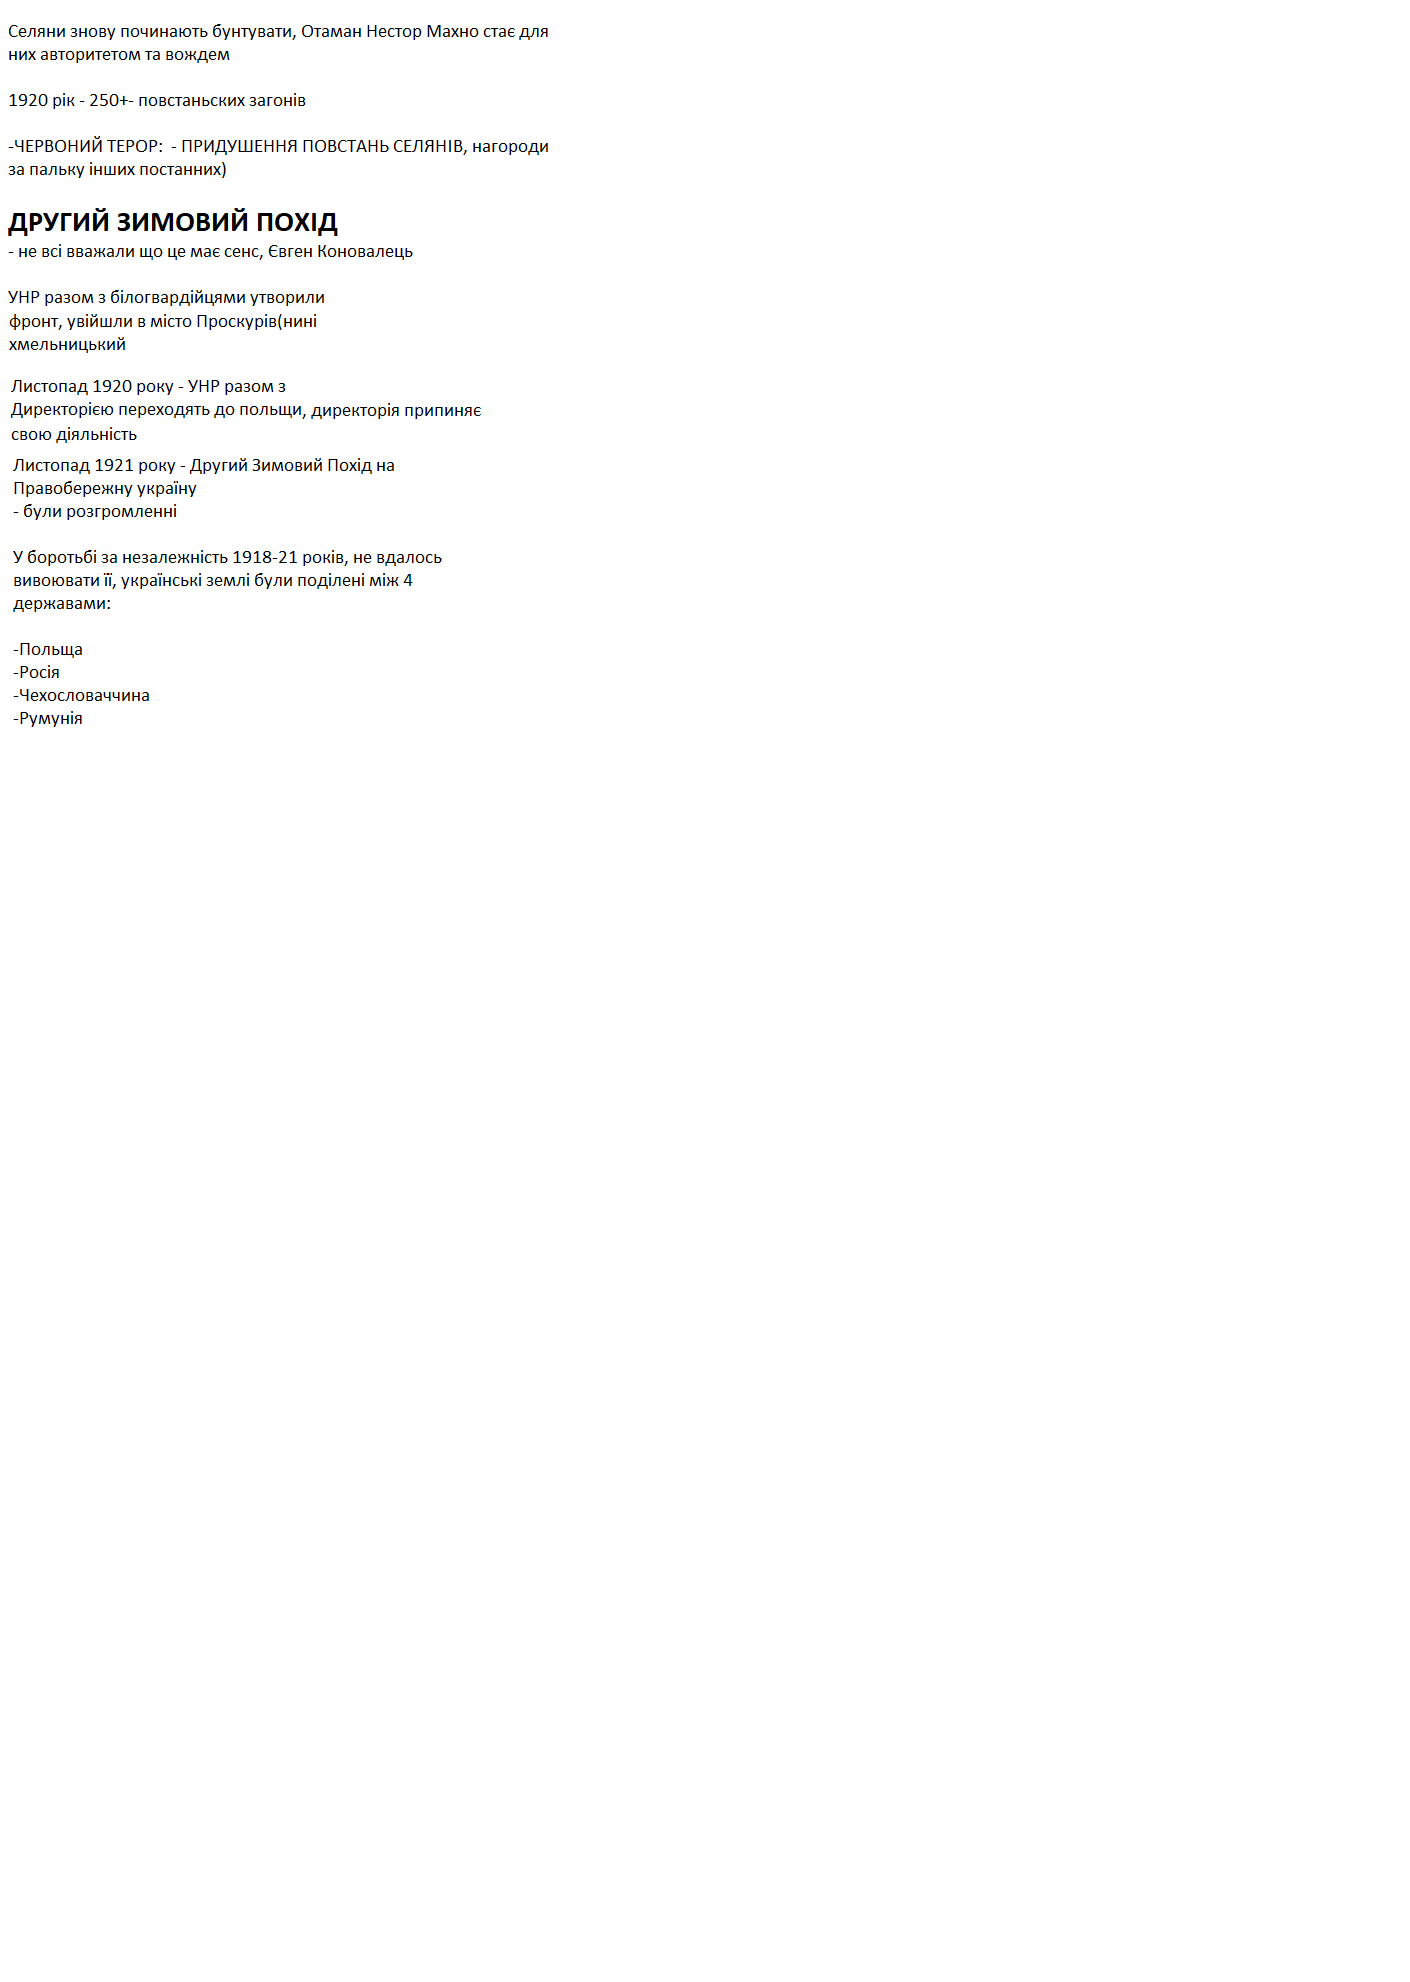 Селяни знову починають бунтувати, Отаман Нестор Махно стає для
них авторитетом та вождем
1920 рік - 250+- повстаньских загонів
-ЧЕРВОНИЙ ТЕРОР:  - ПРИДУШЕННЯ ПОВСТАНЬ СЕЛЯНІВ, нагороди
за пальку інших постанних)
ДРУГИЙ ЗИМОВИЙ ПОХІД
- не всі вважали що це має сенс, Євген Коновалець
УНР разом з білогвардійцями утворили
фронт, увійшли в місто Проскурів(нині
хмельницький
Листопад 1920 року - УНР разом з
Директорією переходять до польщи, директорія припиняє
свою діяльність
Листопад 1921 року - Другий Зимовий Похід на
Правобережну україну
- були розгромленні
У боротьбі за незалежність 1918-21 років, не вдалось
вивоювати її, українські землі були поділені між 4
державами:
-Польща
-Росія
-Чехословаччина
-Румунія